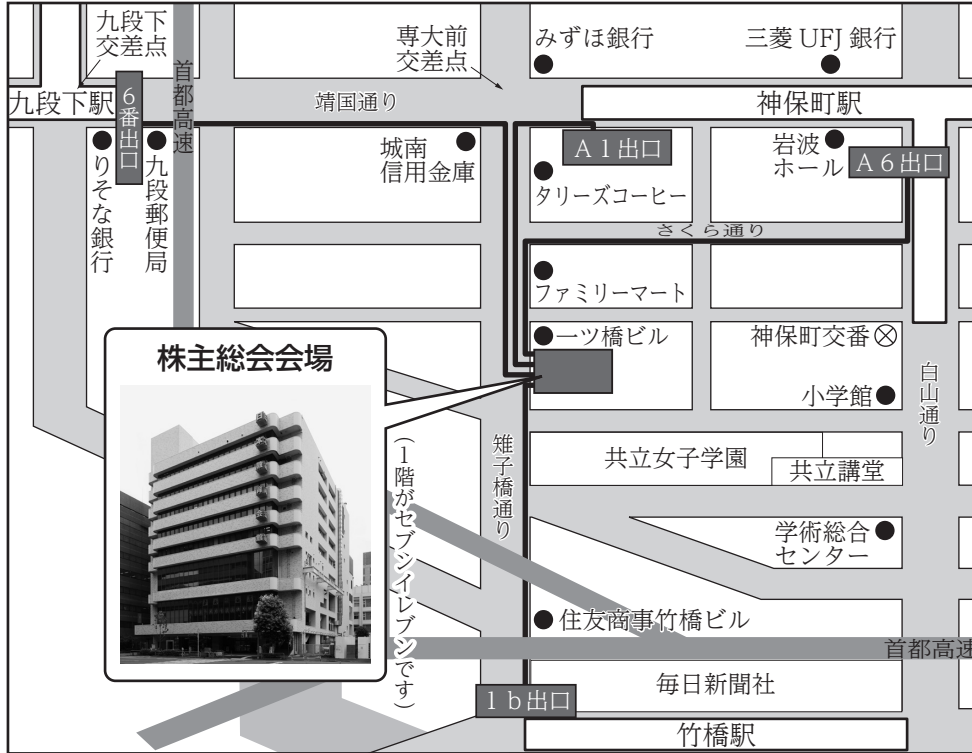 九段下
交差点
専大前
交差点
みずほ銀行
三菱 UFJ 銀行
九段下駅
6番出口
首都高速
靖国通り
神保町駅
りそな銀行
九段郵便局
城南
信用金庫
A1出口
タリーズコーヒー
岩波
ホール
A6出口
さくら通り
ファミリーマート
一ツ橋ビル
神保町交番
小学館
白山通り
株主総会会場
(1階がセブンイレブンです)
雉子橋通り
共立女子学園
共立講堂
学術総合
センター
住友商事竹橋ビル
首都高速
毎日新聞社
1b出口
竹橋駅